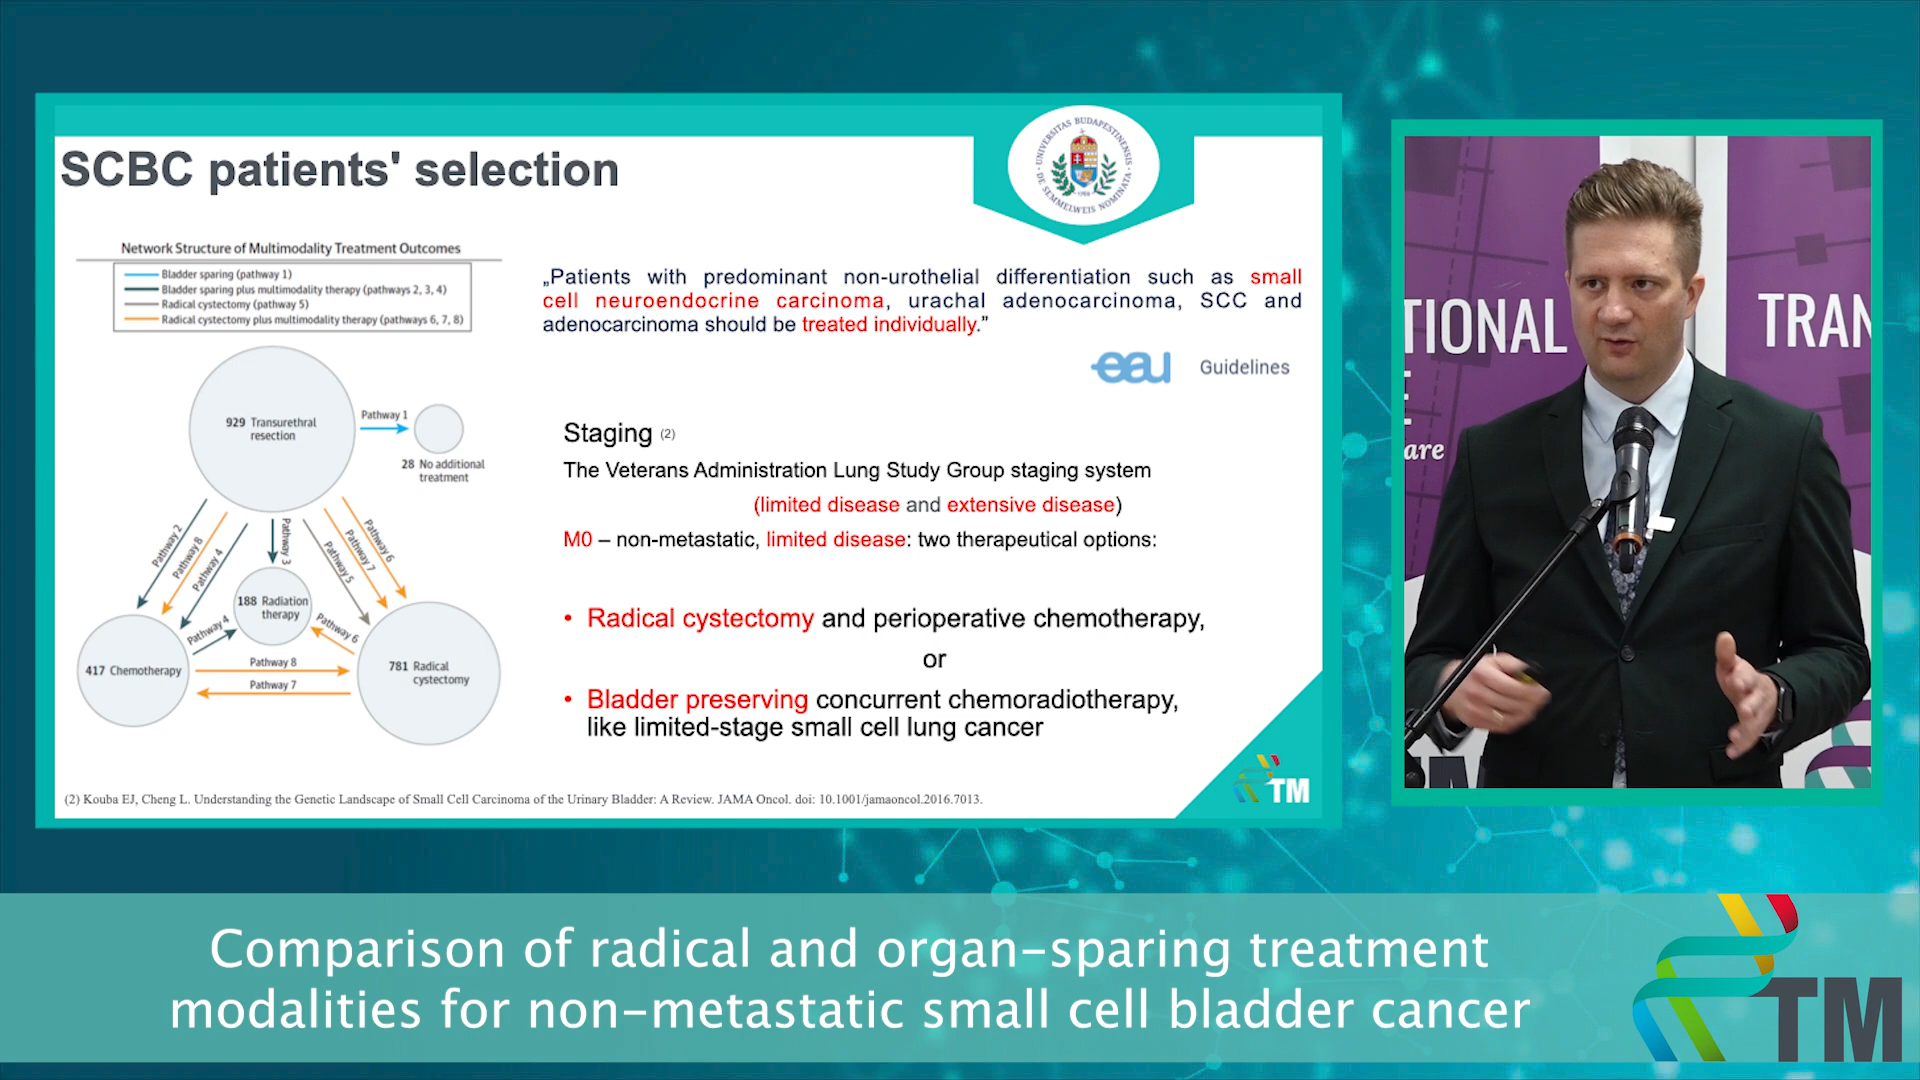 SCBC patients' selection
UNIVERSITAS BUDAPESTINENSIS
DE SEMMELWEIS NOMINATA
Network Structure of Multimodality Treatment Outcomes
Bladder sparing (pathway 1)
Bladder sparing plus multimodality therapy (pathways 2, 3, 4)
Radical cystectomy (pathway 5)
Radical cystectomy plus multimodality therapy (pathways 6, 7, 8)
929 Transurethral
resection
Pathway 1
28 No additional
treatment
Pathway 2
Pathway 8
Pathway 4
Pathway 3
Pathway 5
Pathway 7
Pathway 6
188 Radiation
therapy
Pathway 4
Pathway 6
417 Chemotherapy
Pathway 8
Pathway 7
781 Radical
cystectomy
„Patients with predominant non-urothelial differentiation such as small
cell neuroendocrine carcinoma, urachal adenocarcinoma, SCC and
adenocarcinoma should be treated individually.”
eau Guidelines
Staging (2)
The Veterans Administration Lung Study Group staging system
(limited disease and extensive disease)
M0 – non-metastatic, limited disease: two therapeutical options:
• Radical cystectomy and perioperative chemotherapy,
or
• Bladder preserving concurrent chemoradiotherapy,
like limited-stage small cell lung cancer
(2) Kouba EJ, Cheng L. Understanding the Genetic Landscape of Small Cell Carcinoma of the Urinary Bladder: A Review. JAMA Oncol. doi: 10.1001/jamaoncol.2016.7013.
TM
TIONAL
TRAN
E
are
Comparison of radical and organ-sparing treatment
modalities for non-metastatic small cell bladder cancer
TM